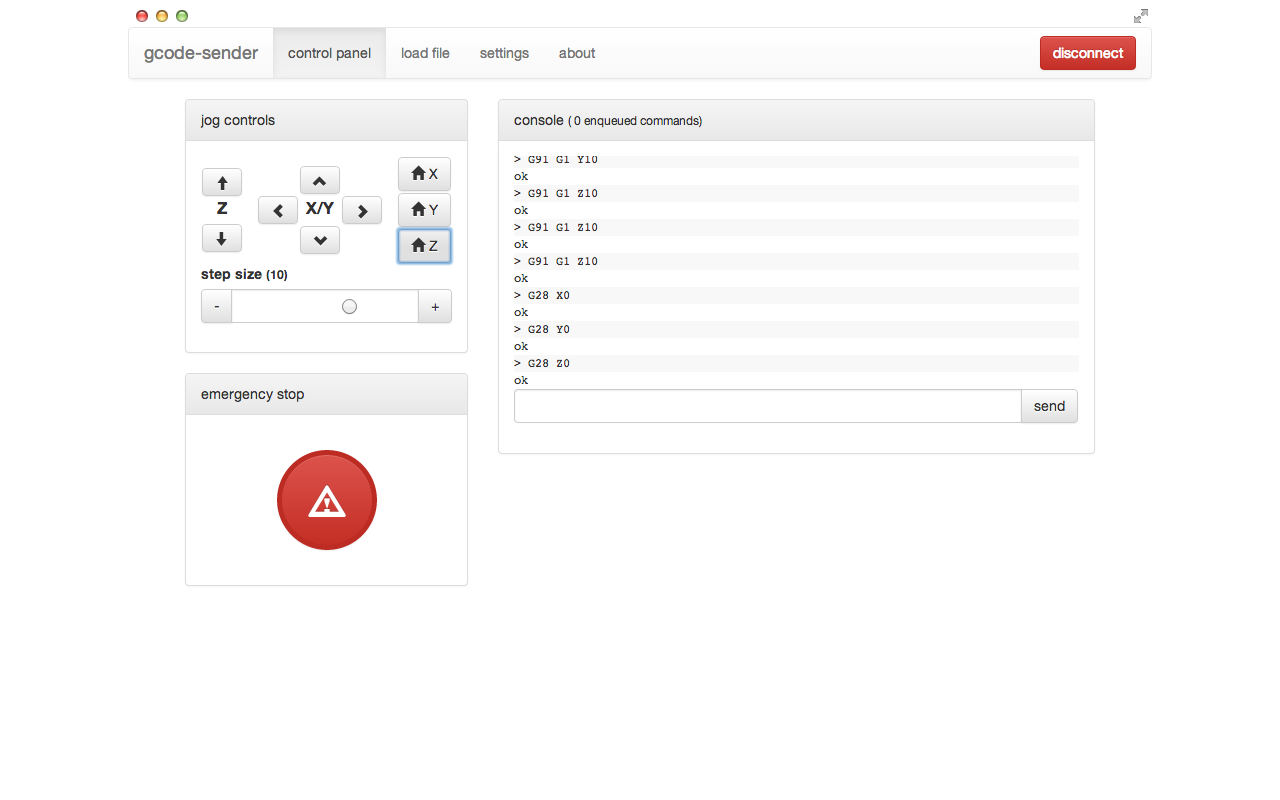 gcode-sender control panel load file settings about disconnect
jog controls
Z
X/Y
X
Y
Z
step size (10)
- +
emergency stop
console ( 0 enqueued commands)
> G91 G1 Y10
ok
> G91 G1 Z10
ok
> G91 G1 Z10
ok
> G91 G1 Z10
ok
> G28 X0
ok
> G28 Y0
ok
> G28 Z0
ok
send